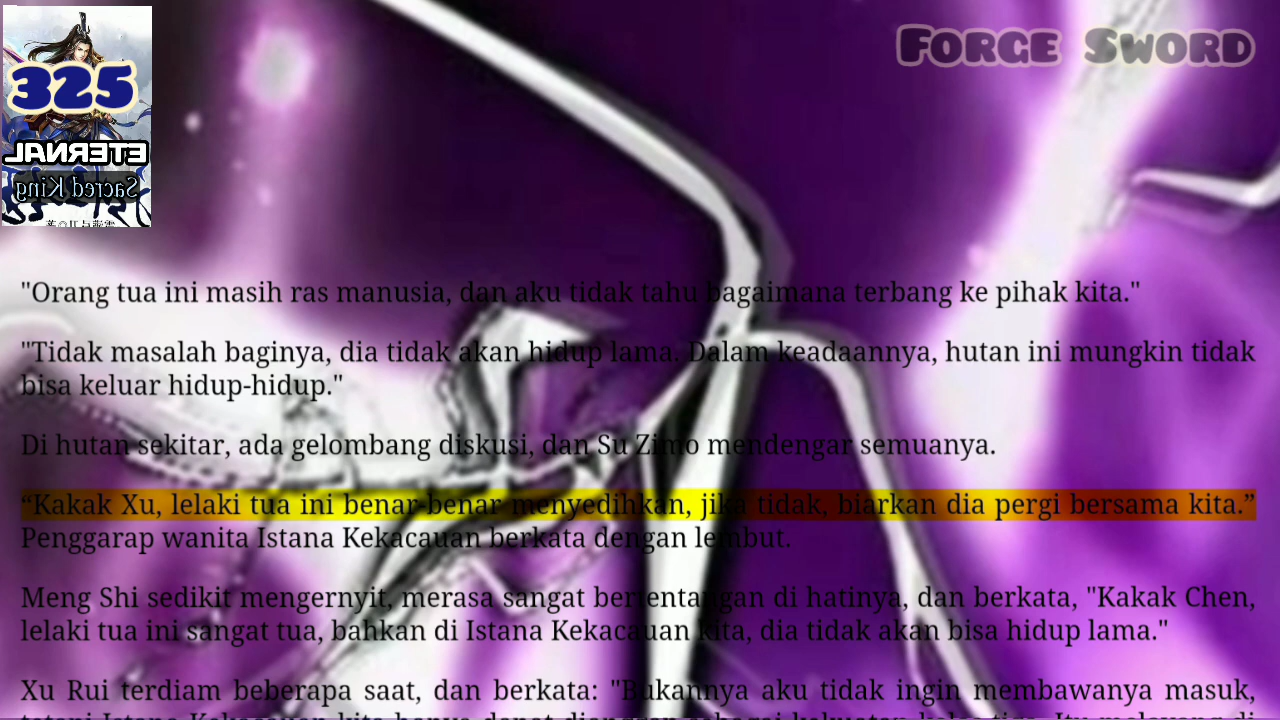 325
ETERNAL
Sacred King
Forge Sword
"Orang tua ini masih ras manusia, dan aku tidak tahu bagaimana terbang ke pihak kita."
"Tidak masalah baginya, dia tidak akan hidup lama. Dalam keadaannya, hutan ini mungkin tidak
bisa keluar hidup-hidup."
Di hutan sekitar, ada gelombang diskusi, dan Su Zimo mendengar semuanya.
“Kakak Xu, lelaki tua ini benar-benar menyedihkan, jika tidak, biarkan dia pergi bersama kita.”
Penggarap wanita Istana Kekacauan berkata dengan lembut.
Meng Shi sedikit mengernyit, merasa sangat bertentangan di hatinya, dan berkata, "Kakak Chen,
lelaki tua ini sangat tua, bahkan di Istana Kekacauan kita, dia tidak akan bisa hidup lama."
Xu Rui terdiam beberapa saat, dan berkata: "Bukannya aku tidak ingin membawanya masuk,